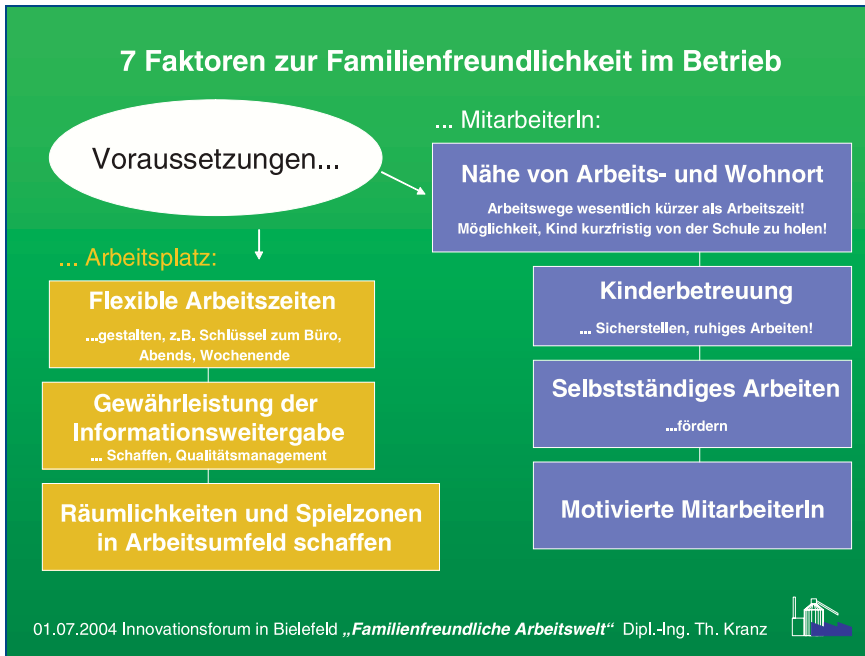 7 Faktoren zur Familienfreundlichkeit im Betrieb
Voraussetzungen...
... MitarbeiterIn:
Nähe von Arbeits- und Wohnort
Arbeitswege wesentlich kürzer als Arbeitszeit!
Möglichkeit, Kind kurzfristig von der Schule zu holen!
Kinderbetreuung
... Sicherstellen, ruhiges Arbeiten!
Selbstständiges Arbeiten
...fördern
Motivierte MitarbeiterIn
... Arbeitsplatz:
Flexible Arbeitszeiten
...gestalten, z.B. Schlüssel zum Büro,
Abends, Wochenende
Gewährleistung der
Informationsweitergabe
... Schaffen, Qualitätsmanagement
Räumlichkeiten und Spielzonen
in Arbeitsumfeld schaffen
01.07.2004 Innovationsforum in Bielefeld „Familienfreundliche Arbeitswelt“ Dipl.-Ing. Th. Kranz